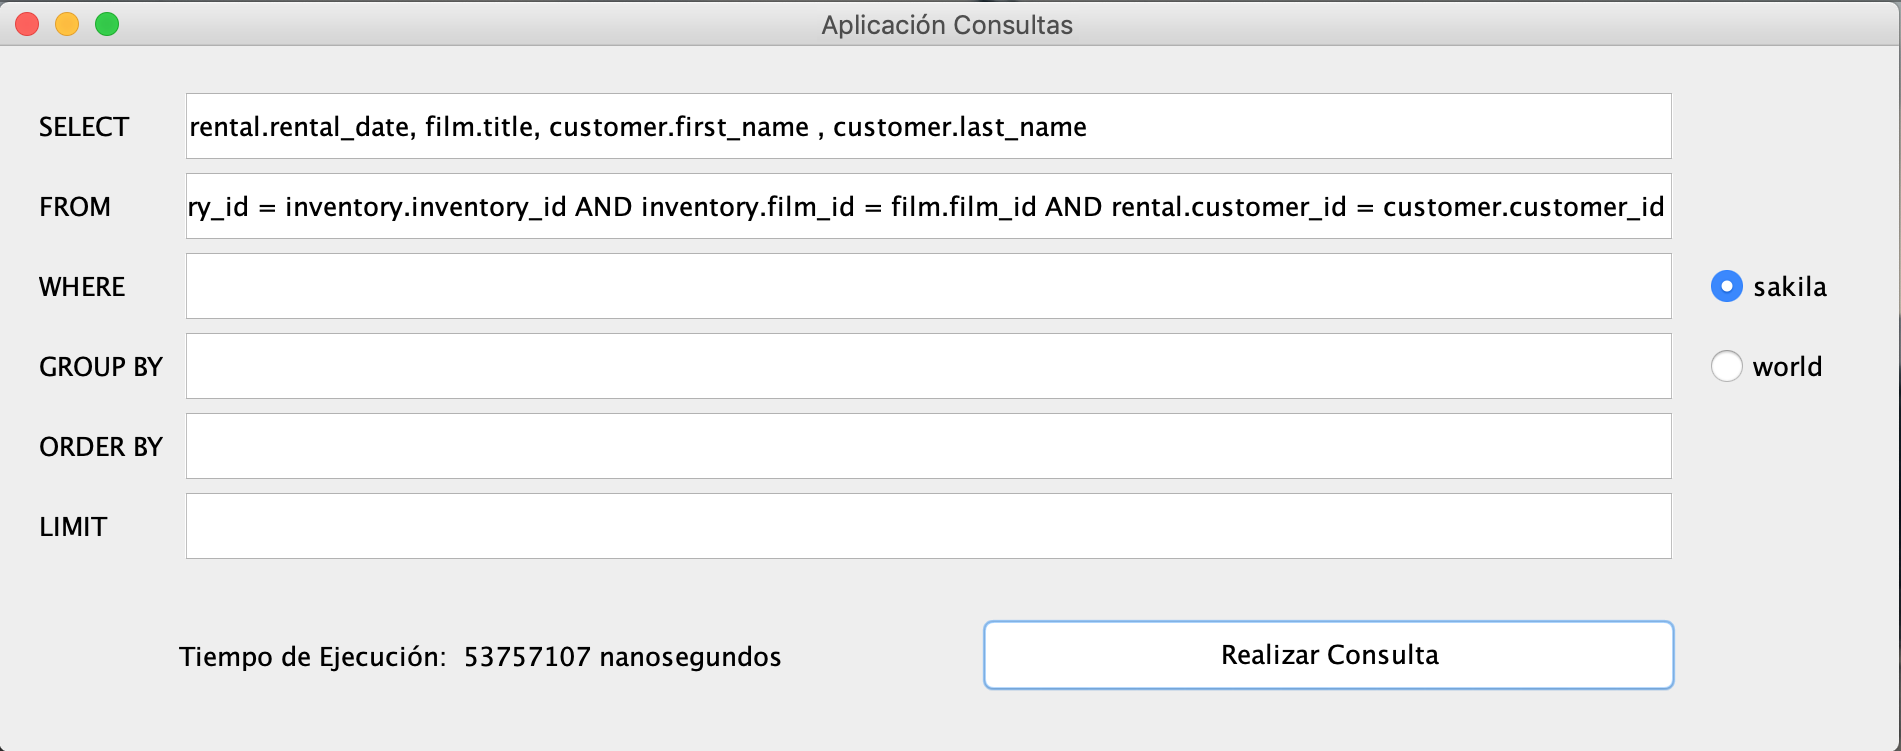 Aplicación Consultas
SELECT rental.rental_date, film.title, customer.first_name , customer.last_name
FROM ry_id = inventory.inventory_id AND inventory.film_id = film.film_id AND rental.customer_id = customer.customer_id
WHERE
sakila
GROUP BY
world
ORDER BY
LIMIT
Tiempo de Ejecución: 53757107 nanosegundos
Realizar Consulta